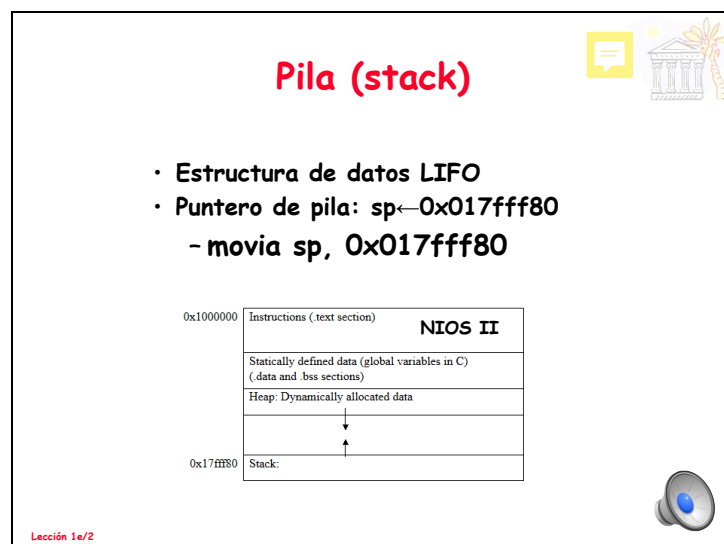 Pila (stack)
• Estructura de datos LIFO
• Puntero de pila: sp←0x017fff80
– movia sp, 0x017fff80
0x1000000 Instructions (.text section) NIOS II
Statically defined data (global variables in C)
(.data and .bss sections)
Heap: Dynamically allocated data
0x17fff80 Stack:
Lección 1e/2